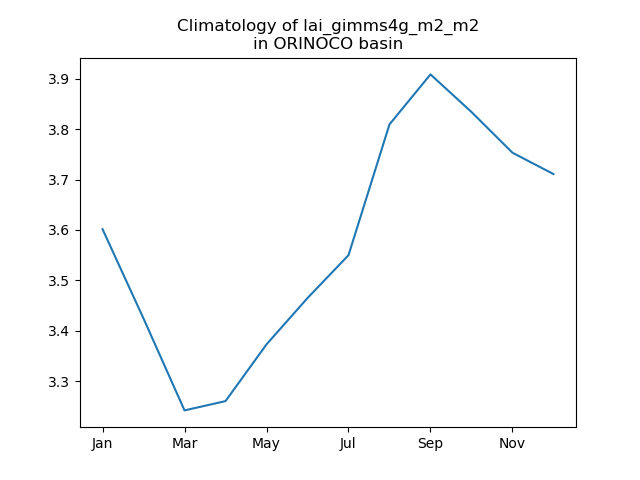 Climatology of lai_gimms4g_m2_m2
in ORINOCO basin
3.9
3.8
3.7
3.6
3.5
3.4
3.3
Jan Mar May Jul Sep Nov